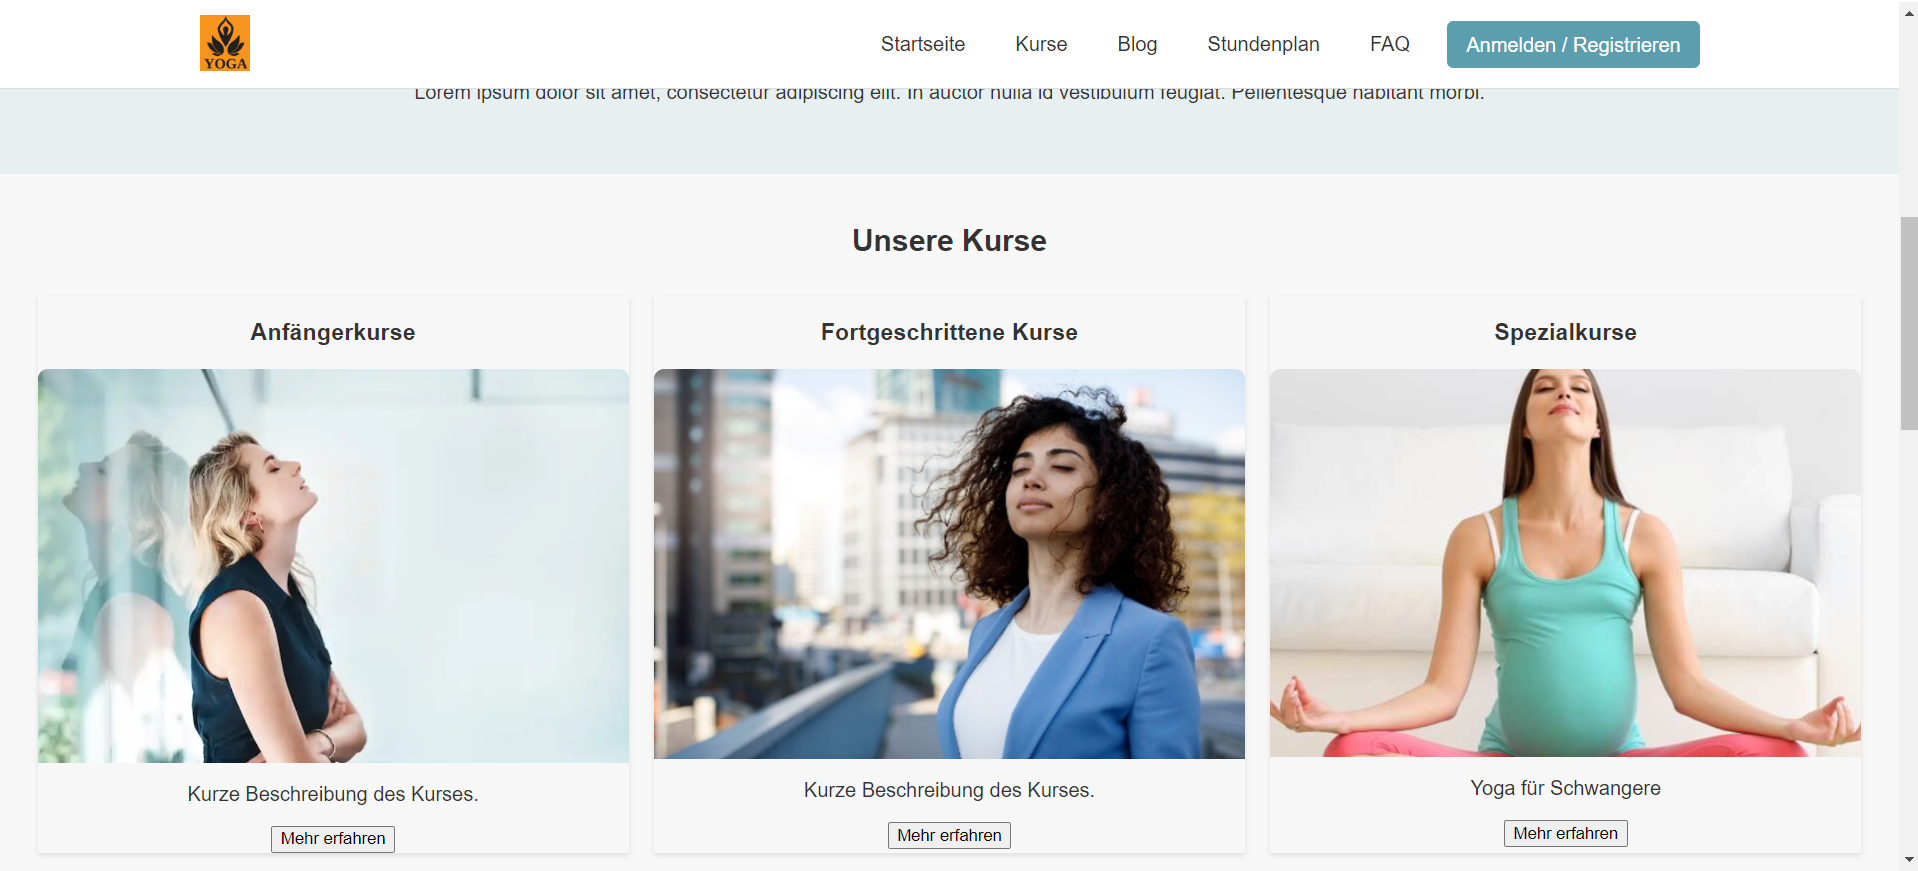 YOGA
Startseite Kurse Blog Stundenplan FAQ Anmelden / Registrieren
Lorem ipsum dolor sit amet, consectetur adipiscing elit. In auctor nulla id vestibulum feugiat. Pellentesque habitant morbi.
Unsere Kurse
Anfängerkurse
Kurze Beschreibung des Kurses.
Mehr erfahren
Fortgeschrittene Kurse
Kurze Beschreibung des Kurses.
Mehr erfahren
Spezialkurse
Yoga für Schwangere
Mehr erfahren